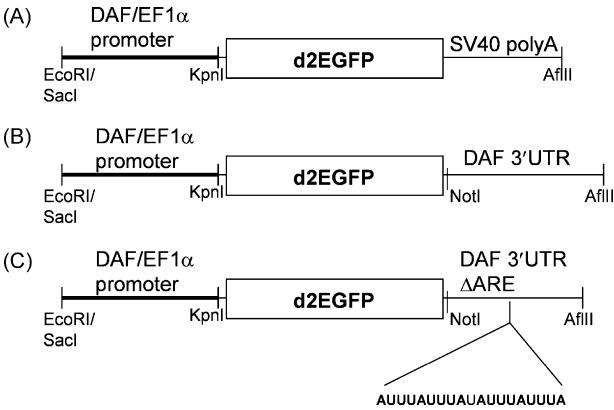 (A)
DAF/EF1α
promoter
d2EGFP
SV40 polyA
EcoRI/
SacI
KpnI
AflII
(B)
DAF/EF1α
promoter
d2EGFP
DAF 3′UTR
EcoRI/
SacI
KpnI
NotI
AflII
(C)
DAF/EF1α
promoter
d2EGFP
DAF 3′UTR
ΔARE
EcoRI/
SacI
KpnI
NotI
AflII
AUUUAUUUAUAUUUAUUUA